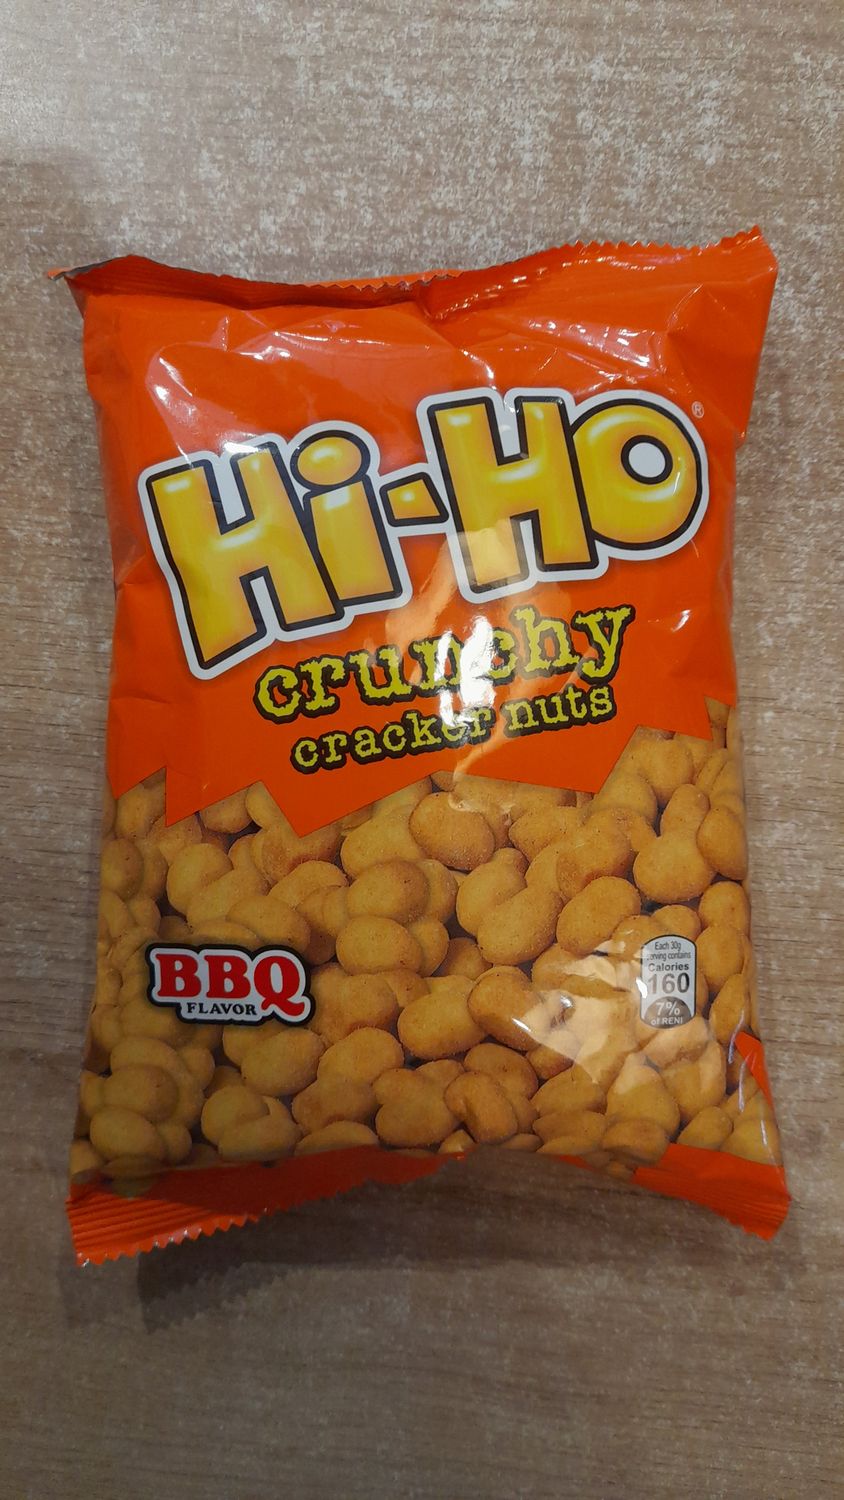 Hi-Ho®
crunchy
cracker nuts
BBQ
FLAVOR
Each 30g
serving contains
Calories
160
7%
of RENI